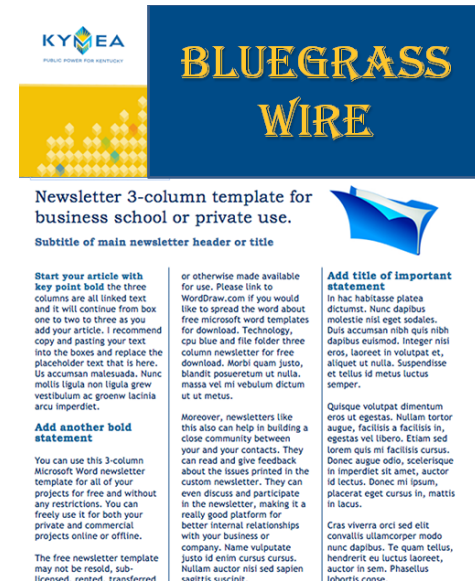 KYMEA
PUBLIC POWER FOR KENTUCKY
BLUEGRASS
WIRE
Newsletter 3-column template for
business school or private use.
Subtitle of main newsletter header or title
Start your article with
key point bold the three
columns are all linked text
and it will continue from box
one to two to three as you
add your article. I recommend
copy and pasting your text
into the boxes and replace the
placeholder text that is here.
Us accumsan malesuada. Nunc
mollis ligula non ligula grew
vestibulum ac groenw lacinia
arcu imperdiet.
Add another bold
statement
You can use this 3-column
Microsoft Word newsletter
template for all of your
projects for free and without
any restrictions. You can
freely use it for both your
private and commercial
projects online or offline.
The free newsletter template
may not be resold, sub-
licensed, rented, transferred
or otherwise made available
for use. Please link to
WordDraw.com if you would
like to spread the word about
free microsoft word templates
for download. Technology,
cpu blue and file folder three
column newsletter for free
download. Morbi quam justo,
blandit posueretum ut nulla.
massa vel mi vebulum dictum
ut ut metus.
Moreover, newsletters like
this also can help in building a
close community between
your and your contacts. They
can read and give feedback
about the issues printed in the
custom newsletter. They can
even discuss and participate
in the newsletter, making it a
really good platform for
better internal relationships
with your business or
company. Name vulputate
justo id enim cursus cursus.
Nullam auctor nisi sed sapien
sagittis suscipit.
Add title of important
statement
In hac habitasse platea
dictumst. Nunc dapibus
molestie nisl eget sodales.
Duis accumsan nibh quis nibh
dapibus euismod. Integer nisi
eros, laoreet in volutpat et,
aliquet ut nulla. Suspendisse
et tellus id metus luctus
semper.
Quisque volutpat dimentum
eros ut egestas. Nullam tortor
augue, facilisis a facilisis in,
egestas vel libero. Etiam sed
lorem quis mi facilisis cursus.
Donec augue odio, scelerisque
in imperdiet sit amet, auctor
id lectus. Donec mi ipsum,
placerat eget cursus in, mattis
in lacus.
Cras viverra orci sed elit
convallis ullamcorper modo
nunc dapibus. Te quam tellus,
hendrerit eu luctus laoreet,
auctor in sem. Phasellus
lobortis conse